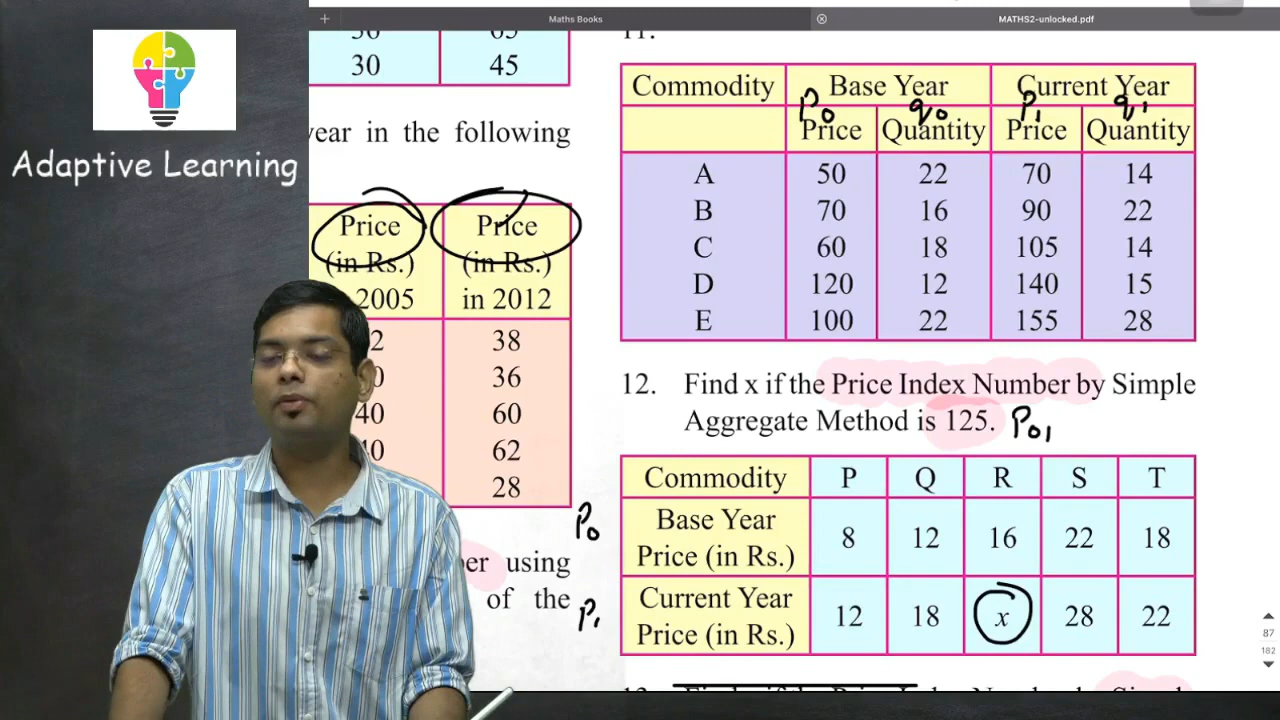 Maths Books
MATHS2-unlocked.pdf
Adaptive Learning
65
30 45
year in the following
Price Price
(in Rs.) (in Rs.)
2005 in 2012
2 38
0 36
40 60
40 62
28
using
of the
P0
P1
11.
Commodity Base Year Current Year
P0 q0 P1 q1
Price Quantity Price Quantity
A 50 22 70 14
B 70 16 90 22
C 60 18 105 14
D 120 12 140 15
E 100 22 155 28
12. Find x if the Price Index Number by Simple
Aggregate Method is 125. P01
Commodity P Q R S T
Base Year
Price (in Rs.) 8 12 16 22 18
Current Year
Price (in Rs.) 12 18 x 28 22
87
182